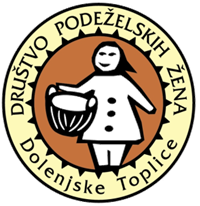 DRUŠTVO PODEŽELSKIH ŽENA
Dolenjske Toplice